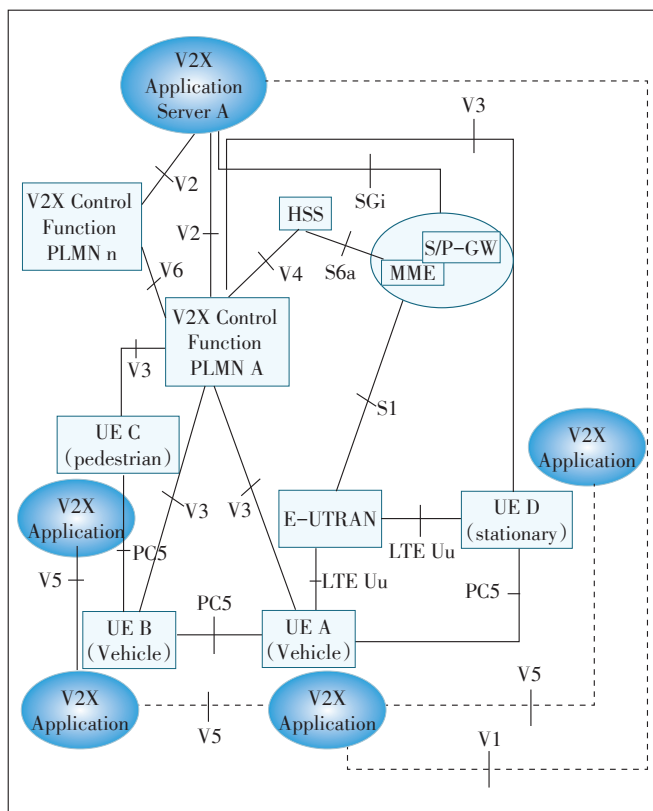 V2X
Application
Server A
V3
V2
SGi
V2X Control
Function
PLMN n
HSS
V2
S/P-GW
V6
V4
S6a
MME
V2X Control
Function
PLMN A
V3
S1
UE C
(pedestrian)
V2X
Application
V2X
Application
V3
V3
E-UTRAN
UE D
(stationary)
PC5
LTE Uu
V5
LTE Uu
PC5
PC5
UE B
(Vehicle)
UE A
(Vehicle)
V2X
Application
V2X
Application
V5
V5
V1